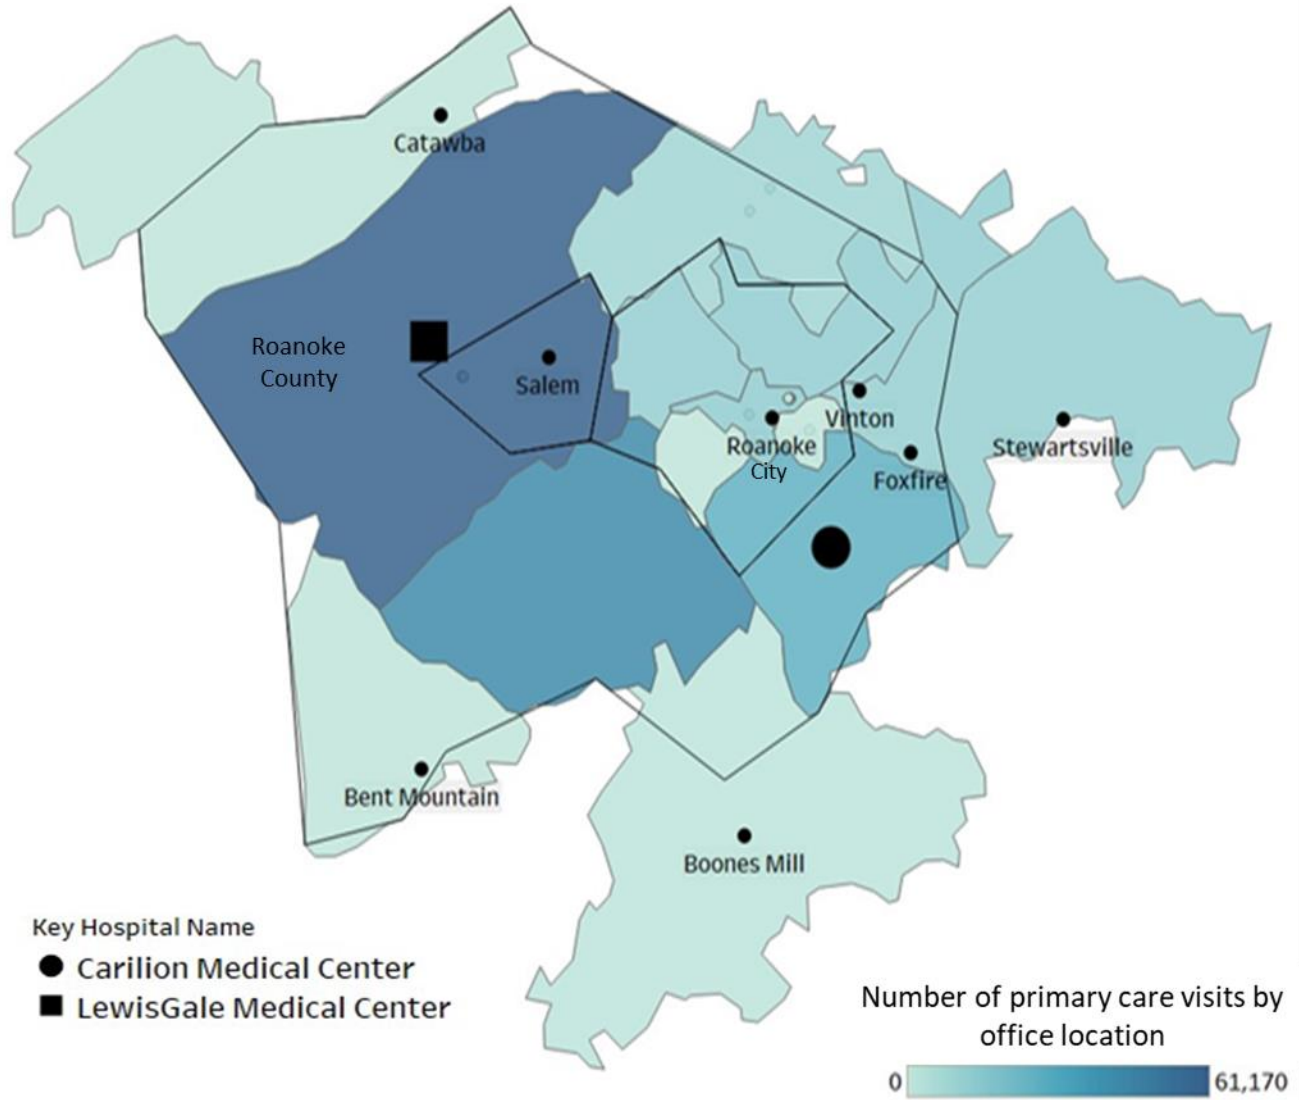 Catawba
Roanoke
County
Salem
Vinton
Roanoke
City
Stewartsville
Foxfire
Bent Mountain
Boones Mill
Key Hospital Name
Carilion Medical Center
LewisGale Medical Center
Number of primary care visits by
office location
0
61,170